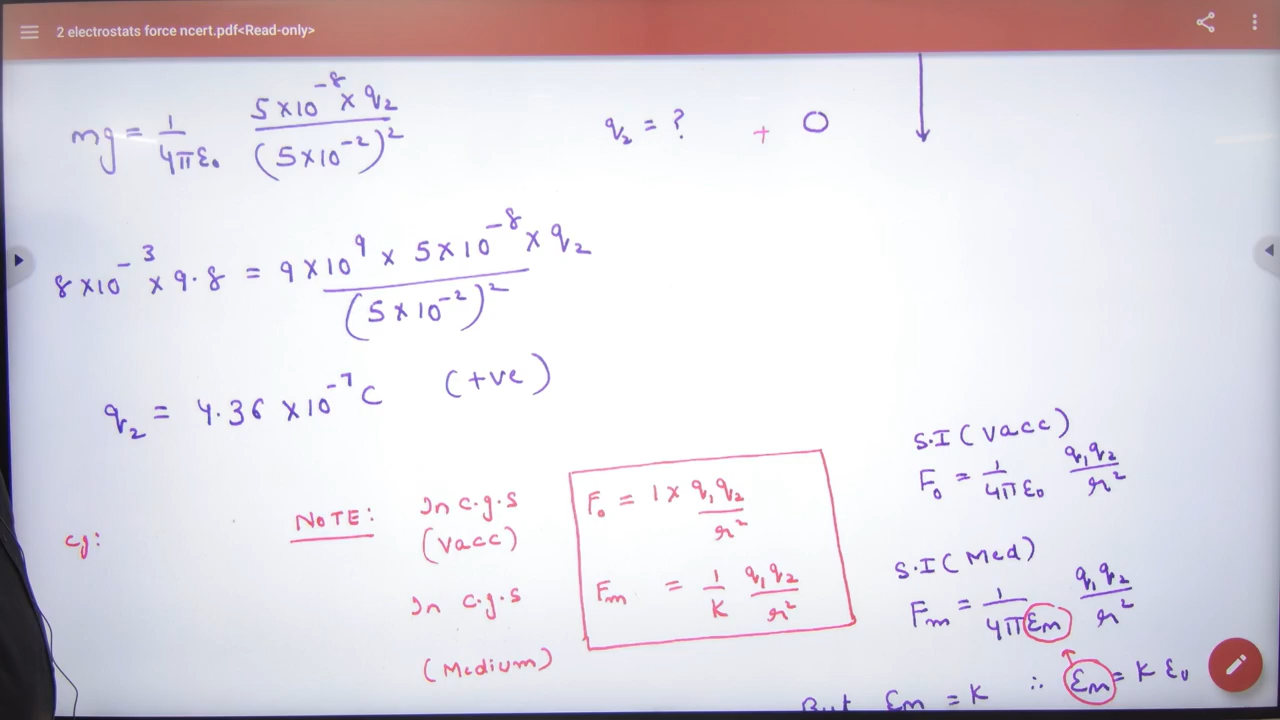 2 electrostats force ncert.pdf<Read-only>
mg = 1/4πε₀ 5×10⁻⁸ × q₂/(5×10⁻²)²
q₂ = ? + O
8×10⁻³ × 9.8 = 9×10⁹ × 5×10⁻⁸ × q₂/(5×10⁻²)²
q₂ = 4.36 ×10⁻⁷ C (+ve)
NOTE: In c.g.s
(Vacc)
F₀ = 1× q₁q₂/r²
In c.g.s
(Medium)
Fm = 1/K q₁q₂/r²
S.I (Vacc)
F₀ = 1/4πε₀ q₁q₂/r²
S.I (Med)
Fm = 1/4πεm q₁q₂/r²
But εm = K ∴ εm = K ε₀